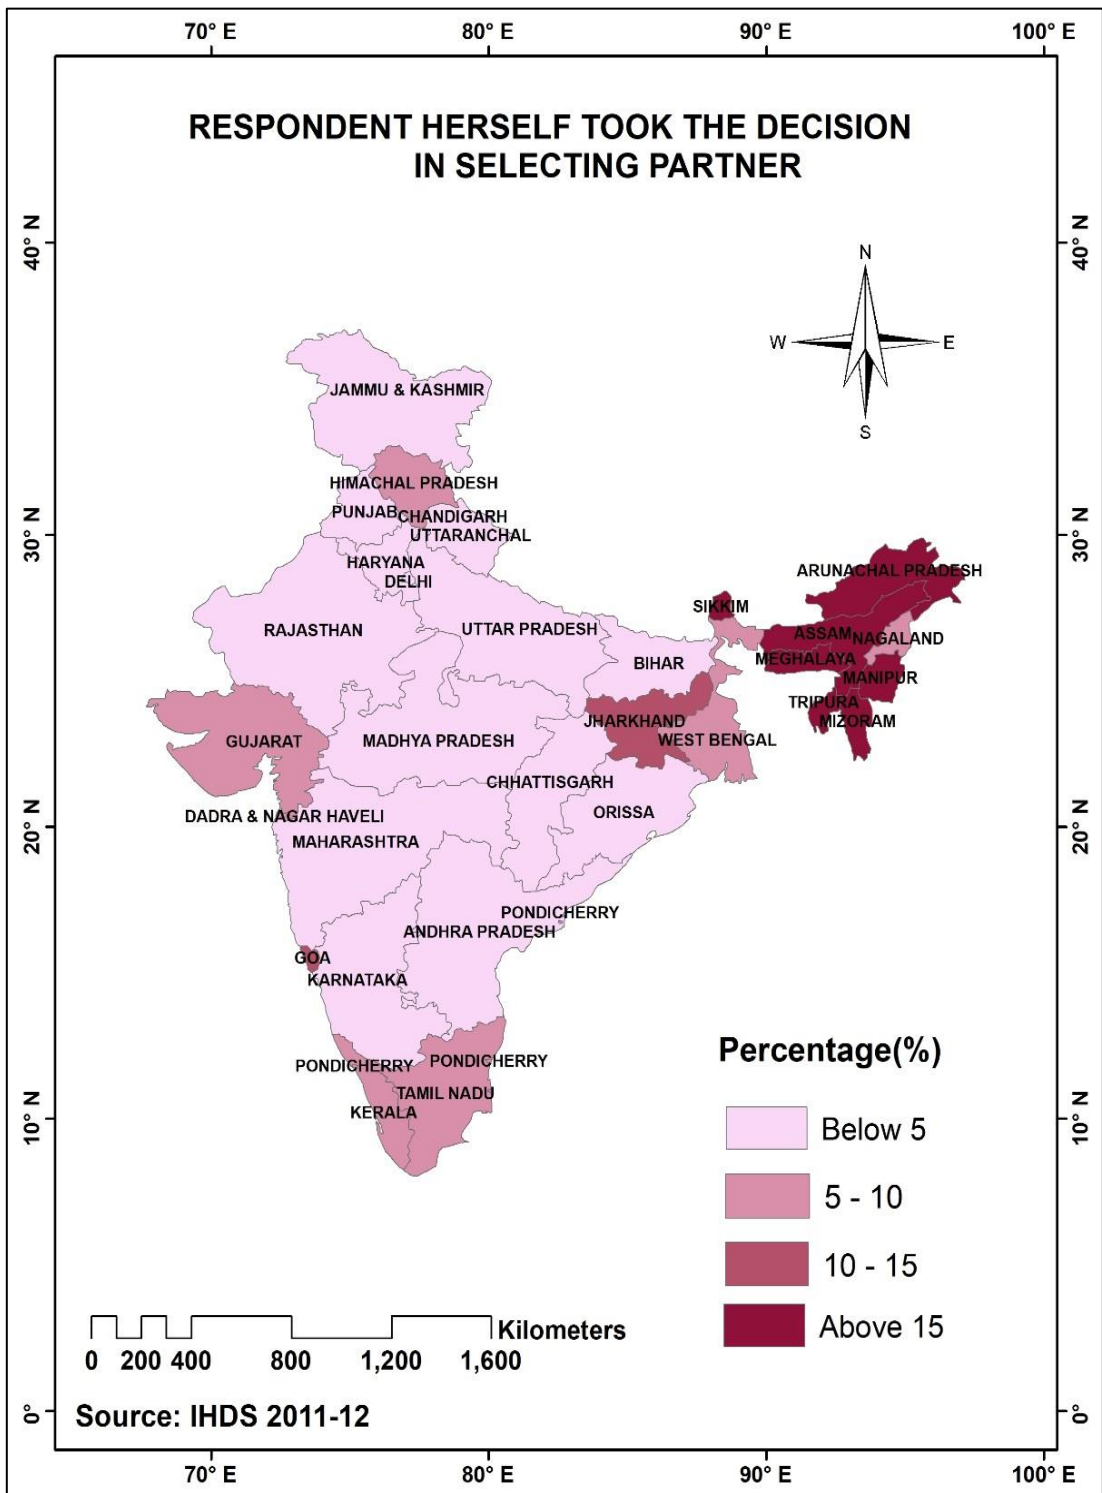 70° E 80° E 90° E 100° E
RESPONDENT HERSELF TOOK THE DECISION
IN SELECTING PARTNER
40° N 40° N
N
W E
S
JAMMU & KASHMIR
HIMACHAL PRADESH
PUNJAB CHANDIGARH
30° N 30° N
UTTARANCHAL
HARYANA
ARUNACHAL PRADESH
DELHI
SIKKIM
RAJASTHAN UTTAR PRADESH ASSAM NAGALAND
BIHAR MEGHALAYA
MANIPUR
TRIPURA
JHARKHAND MIZORAM
GUJARAT MADHYA PRADESH WEST BENGAL
CHHATTISGARH
DADRA & NAGAR HAVELI ORISSA
20° N 20° N
MAHARASHTRA
PONDICHERRY
ANDHRA PRADESH
GOA
KARNATAKA
Percentage(%)
PONDICHERRY PONDICHERRY
TAMIL NADU
KERALA
10° N 10° N
Below 5
5 - 10
10 - 15
Above 15
Kilometers
0 200 400 800 1,200 1,600
Source: IHDS 2011-12
0° 0°
70° E 80° E 90° E 100° E